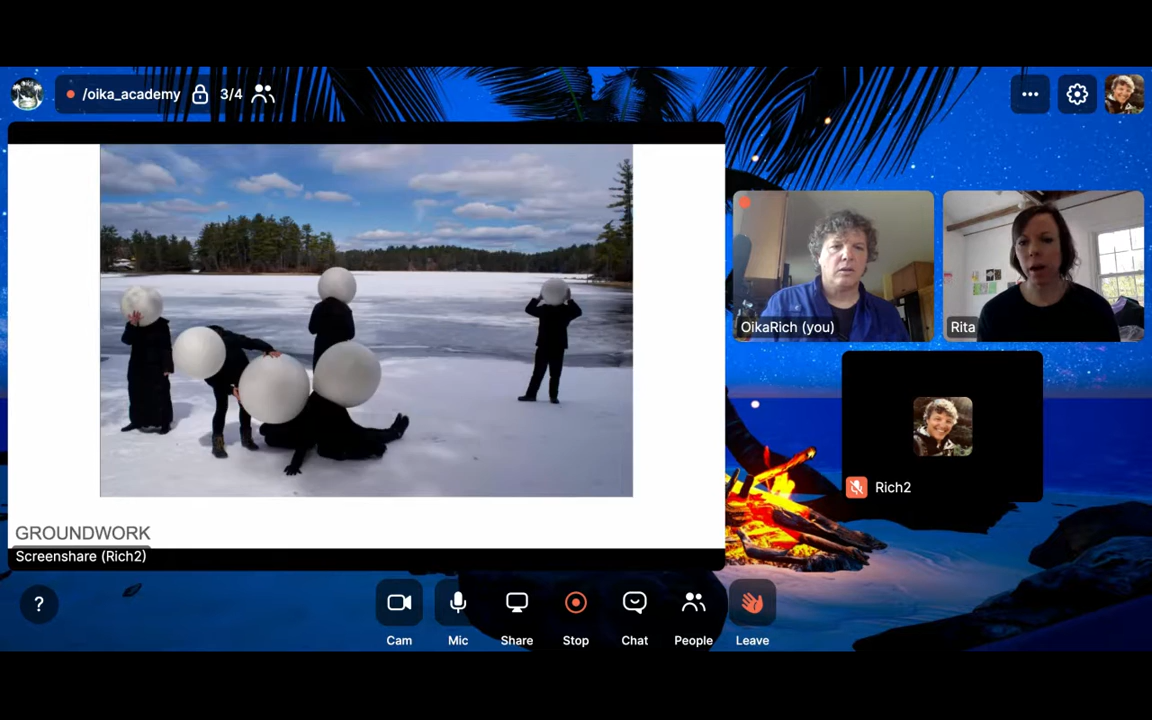 /oika_academy 3/4
OikaRich (you)
Rita
Rich2
GROUNDWORK
Screenshare (Rich2)
?
Cam Mic Share Stop Chat People Leave